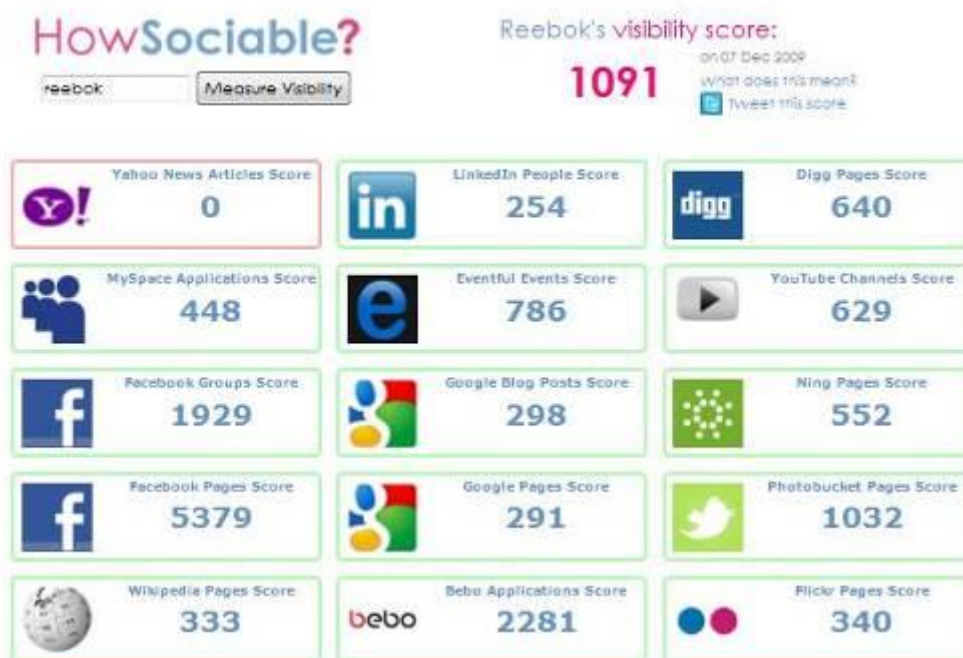 HowSociable?
reebok
Measure Visibility
Reebok's visibility score:
1091
on 07 Dec 2009
what does this mean?
Tweet this score
Yahoo News Articles Score
Y!
0
LinkedIn People Score
in
254
Digg Pages Score
digg
640
MySpace Applications Score
448
Eventful Events Score
e
786
YouTube Channels Score
629
Facebook Groups Score
f
1929
Google Blog Posts Score
g
298
Ning Pages Score
552
Facebook Pages Score
f
5379
Google Pages Score
g
291
Photobucket Pages Score
1032
Wikipedia Pages Score
333
Bebo Applications Score
bebo
2281
Flickr Pages Score
340